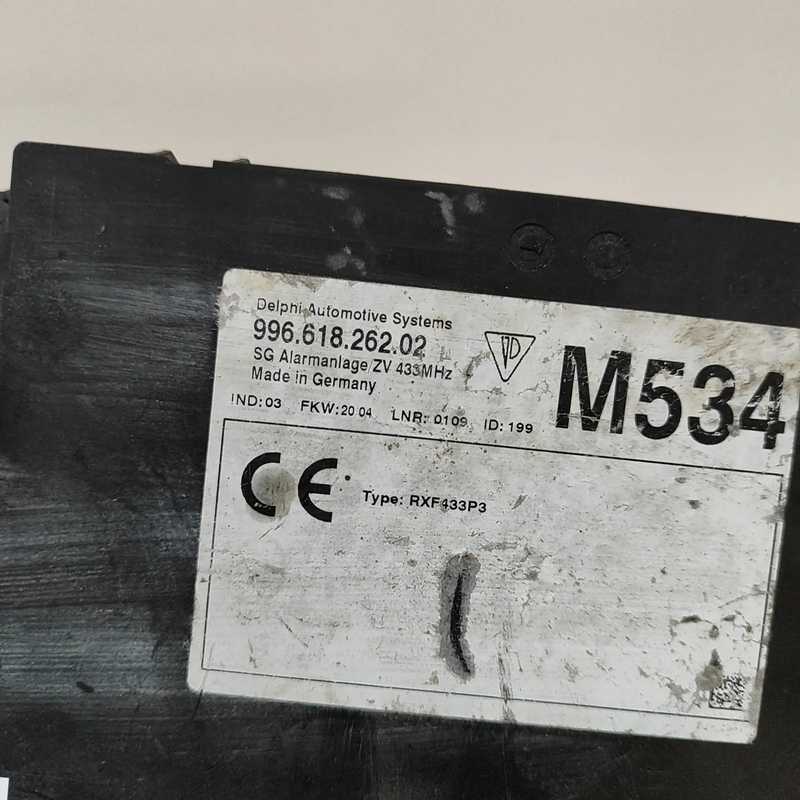 Delphi Automotive Systems
996.618.262.02
SG Alarmanlage/ZV 433MHz
Made in Germany
IND:03 FKW:20 04 LNR: 0109 ID:199
M534
CE
Type: RXF433P3